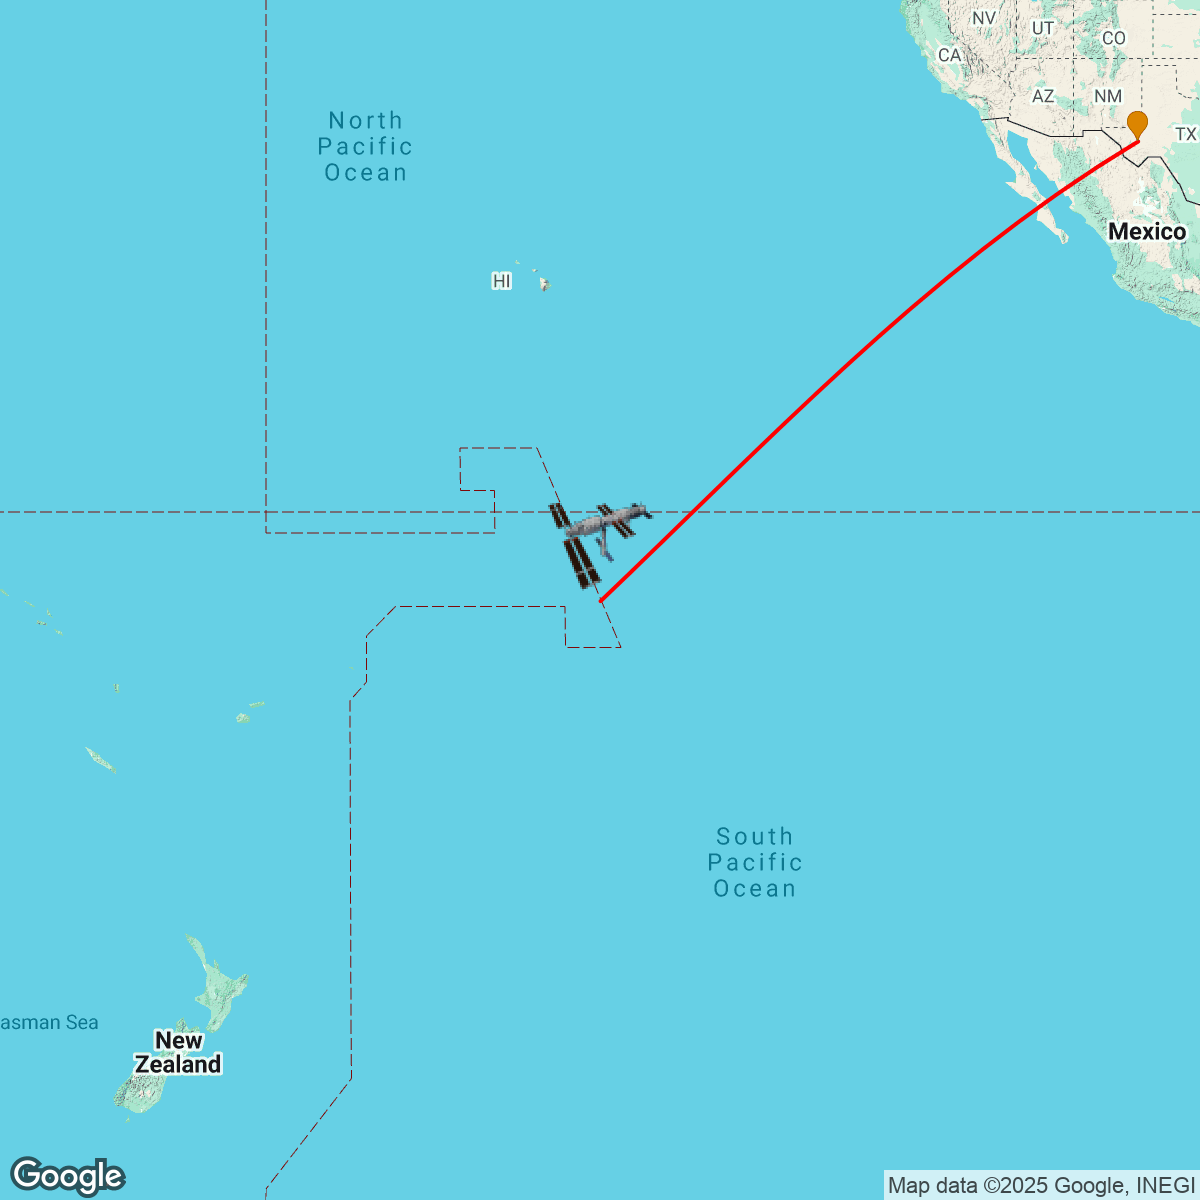 NV
UT
CO
CA
AZ
NM
TX
North
Pacific
Ocean
Mexico
HI
South
Pacific
Ocean
asman Sea
New
Zealand
Google
Map data ©2025 Google, INEGI